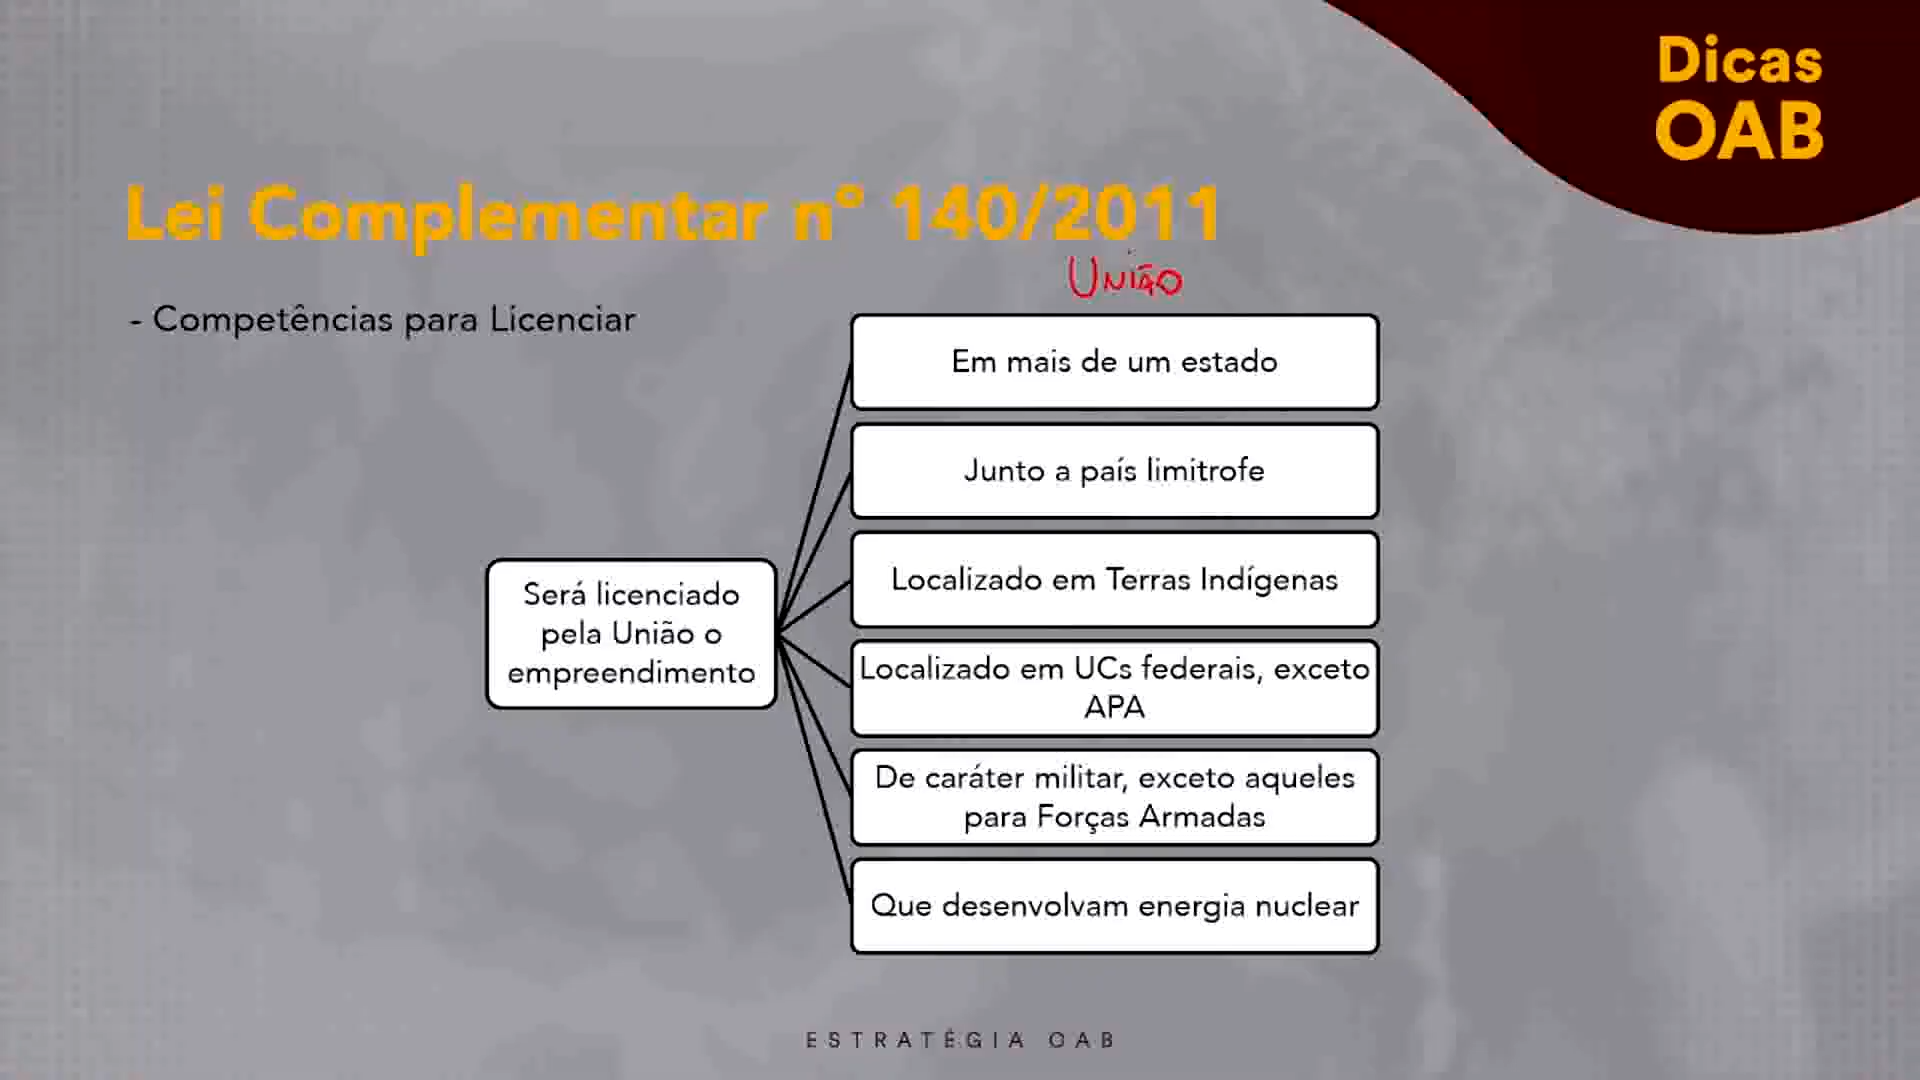 Dicas
OAB
Lei Complementar nº 140/2011
União
- Competências para Licenciar
Em mais de um estado
Junto a país limitrofe
Localizado em Terras Indígenas
Será licenciado
pela União o
empreendimento
Localizado em UCs federais, exceto
APA
De caráter militar, exceto aqueles
para Forças Armadas
Que desenvolvam energia nuclear
ESTRATÉGIA OAB